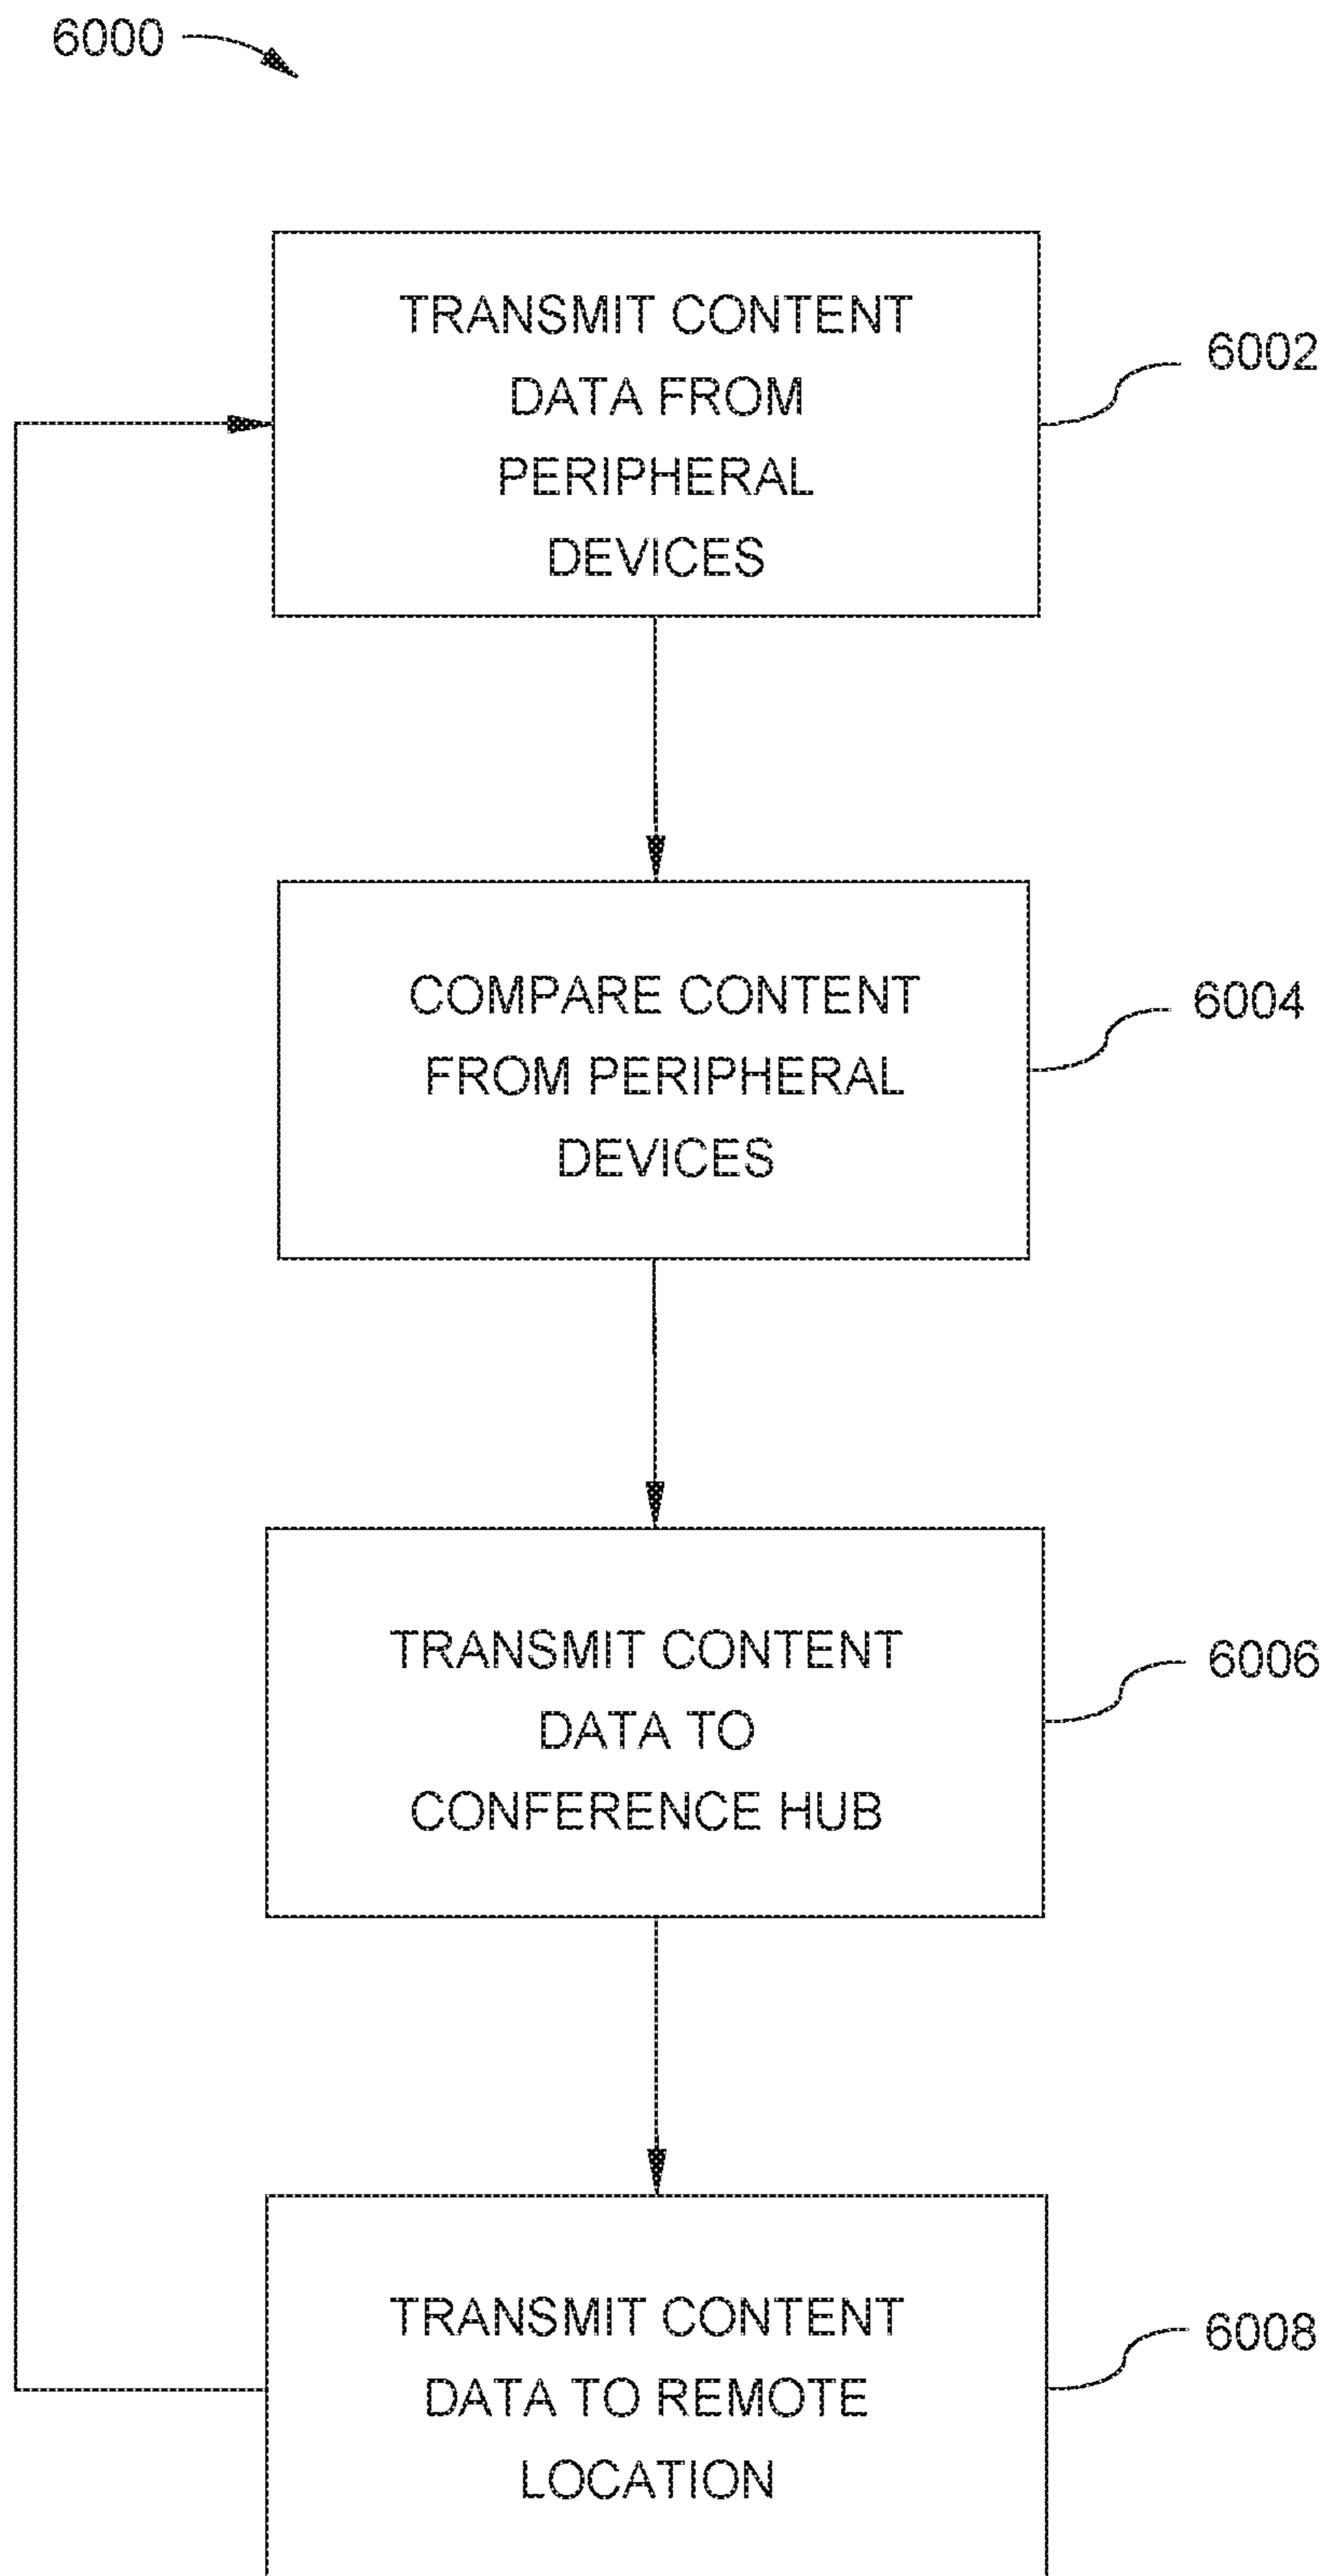 6000
TRANSMIT CONTENT
DATA FROM
PERIPHERAL
DEVICES
6002
COMPARE CONTENT
FROM PERIPHERAL
DEVICES
6004
TRANSMIT CONTENT
DATA TO
CONFERENCE HUB
6006
TRANSMIT CONTENT
DATA TO REMOTE
LOCATION
6008